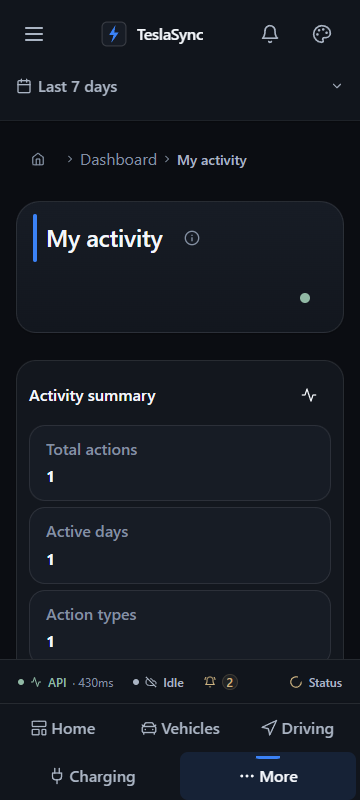 TeslaSync
Last 7 days
Dashboard My activity
My activity
Activity summary
Total actions
1
Active days
1
Action types
1
API · 430ms Idle 2 Status
Home Vehicles Driving
Charging More